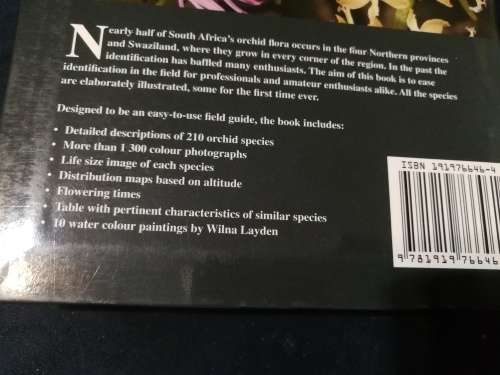 Nearly half of South Africa's orchid flora occurs in the four Northern provinces
and Swaziland, where they grow in every corner of the region. In the past the
identification has baffled many enthusiasts. The aim of this book is to ease
identification in the field for professionals and amateur enthusiasts alike. All the species
are elaborately illustrated, some for the first time ever.
Designed to be an easy-to-use field guide, the book includes:
• Detailed descriptions of 210 orchid species
• More than 1 300 colour photographs
• Life size image of each species
• Distribution maps based on altitude
• Flowering times
• Table with pertinent characteristics of similar species
• 10 water colour paintings by Wilna Layden
ISBN 191976646-4
9 781919 76646